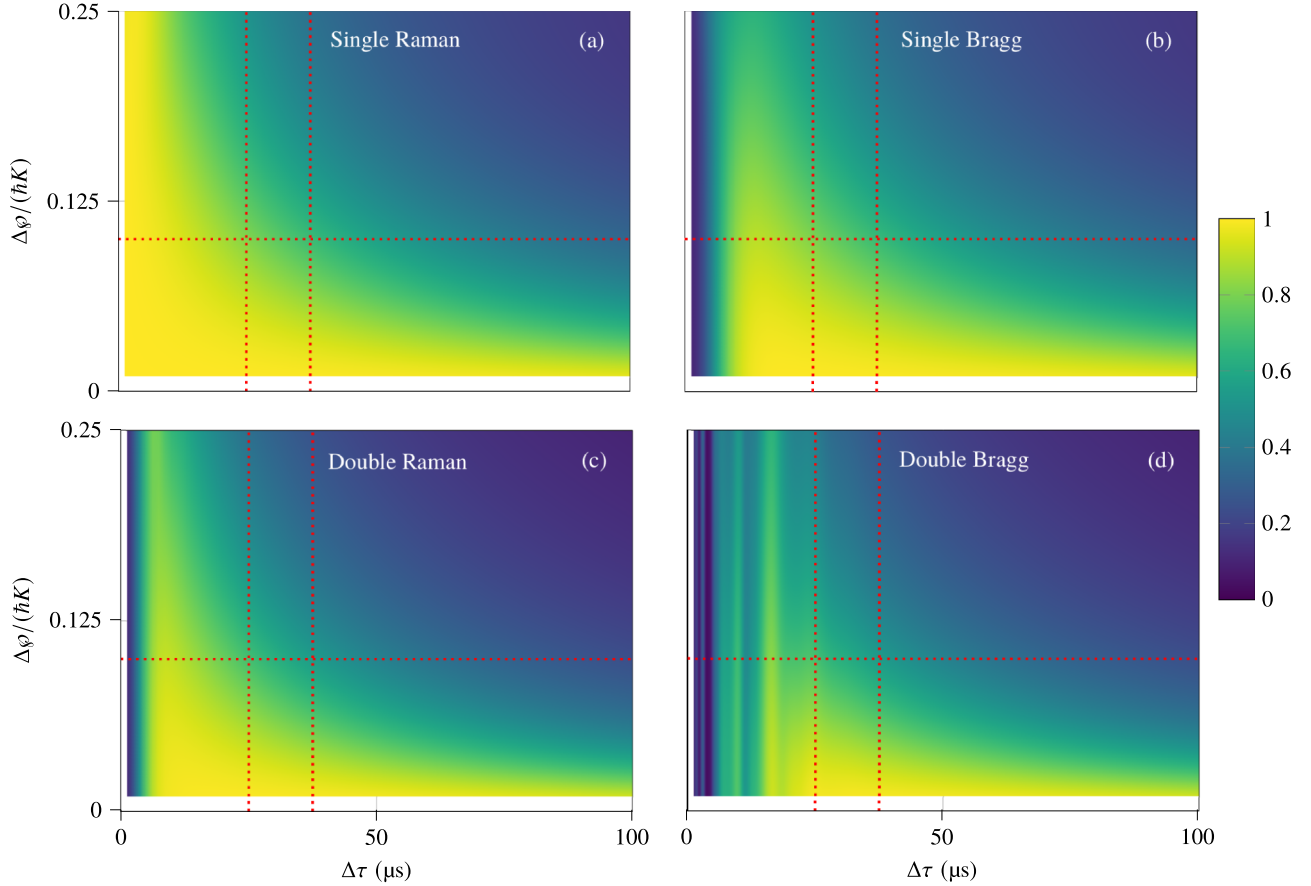 0.25
Single Raman (a)
Single Bragg (b)
Δ℘/(ℏK)
0.125
0
1
0.8
0.6
0.4
0.2
0
0.25
Double Raman (c)
Double Bragg (d)
Δ℘/(ℏK)
0.125
0
0 50 100
0 50 100
Δτ (μs)
Δτ (μs)